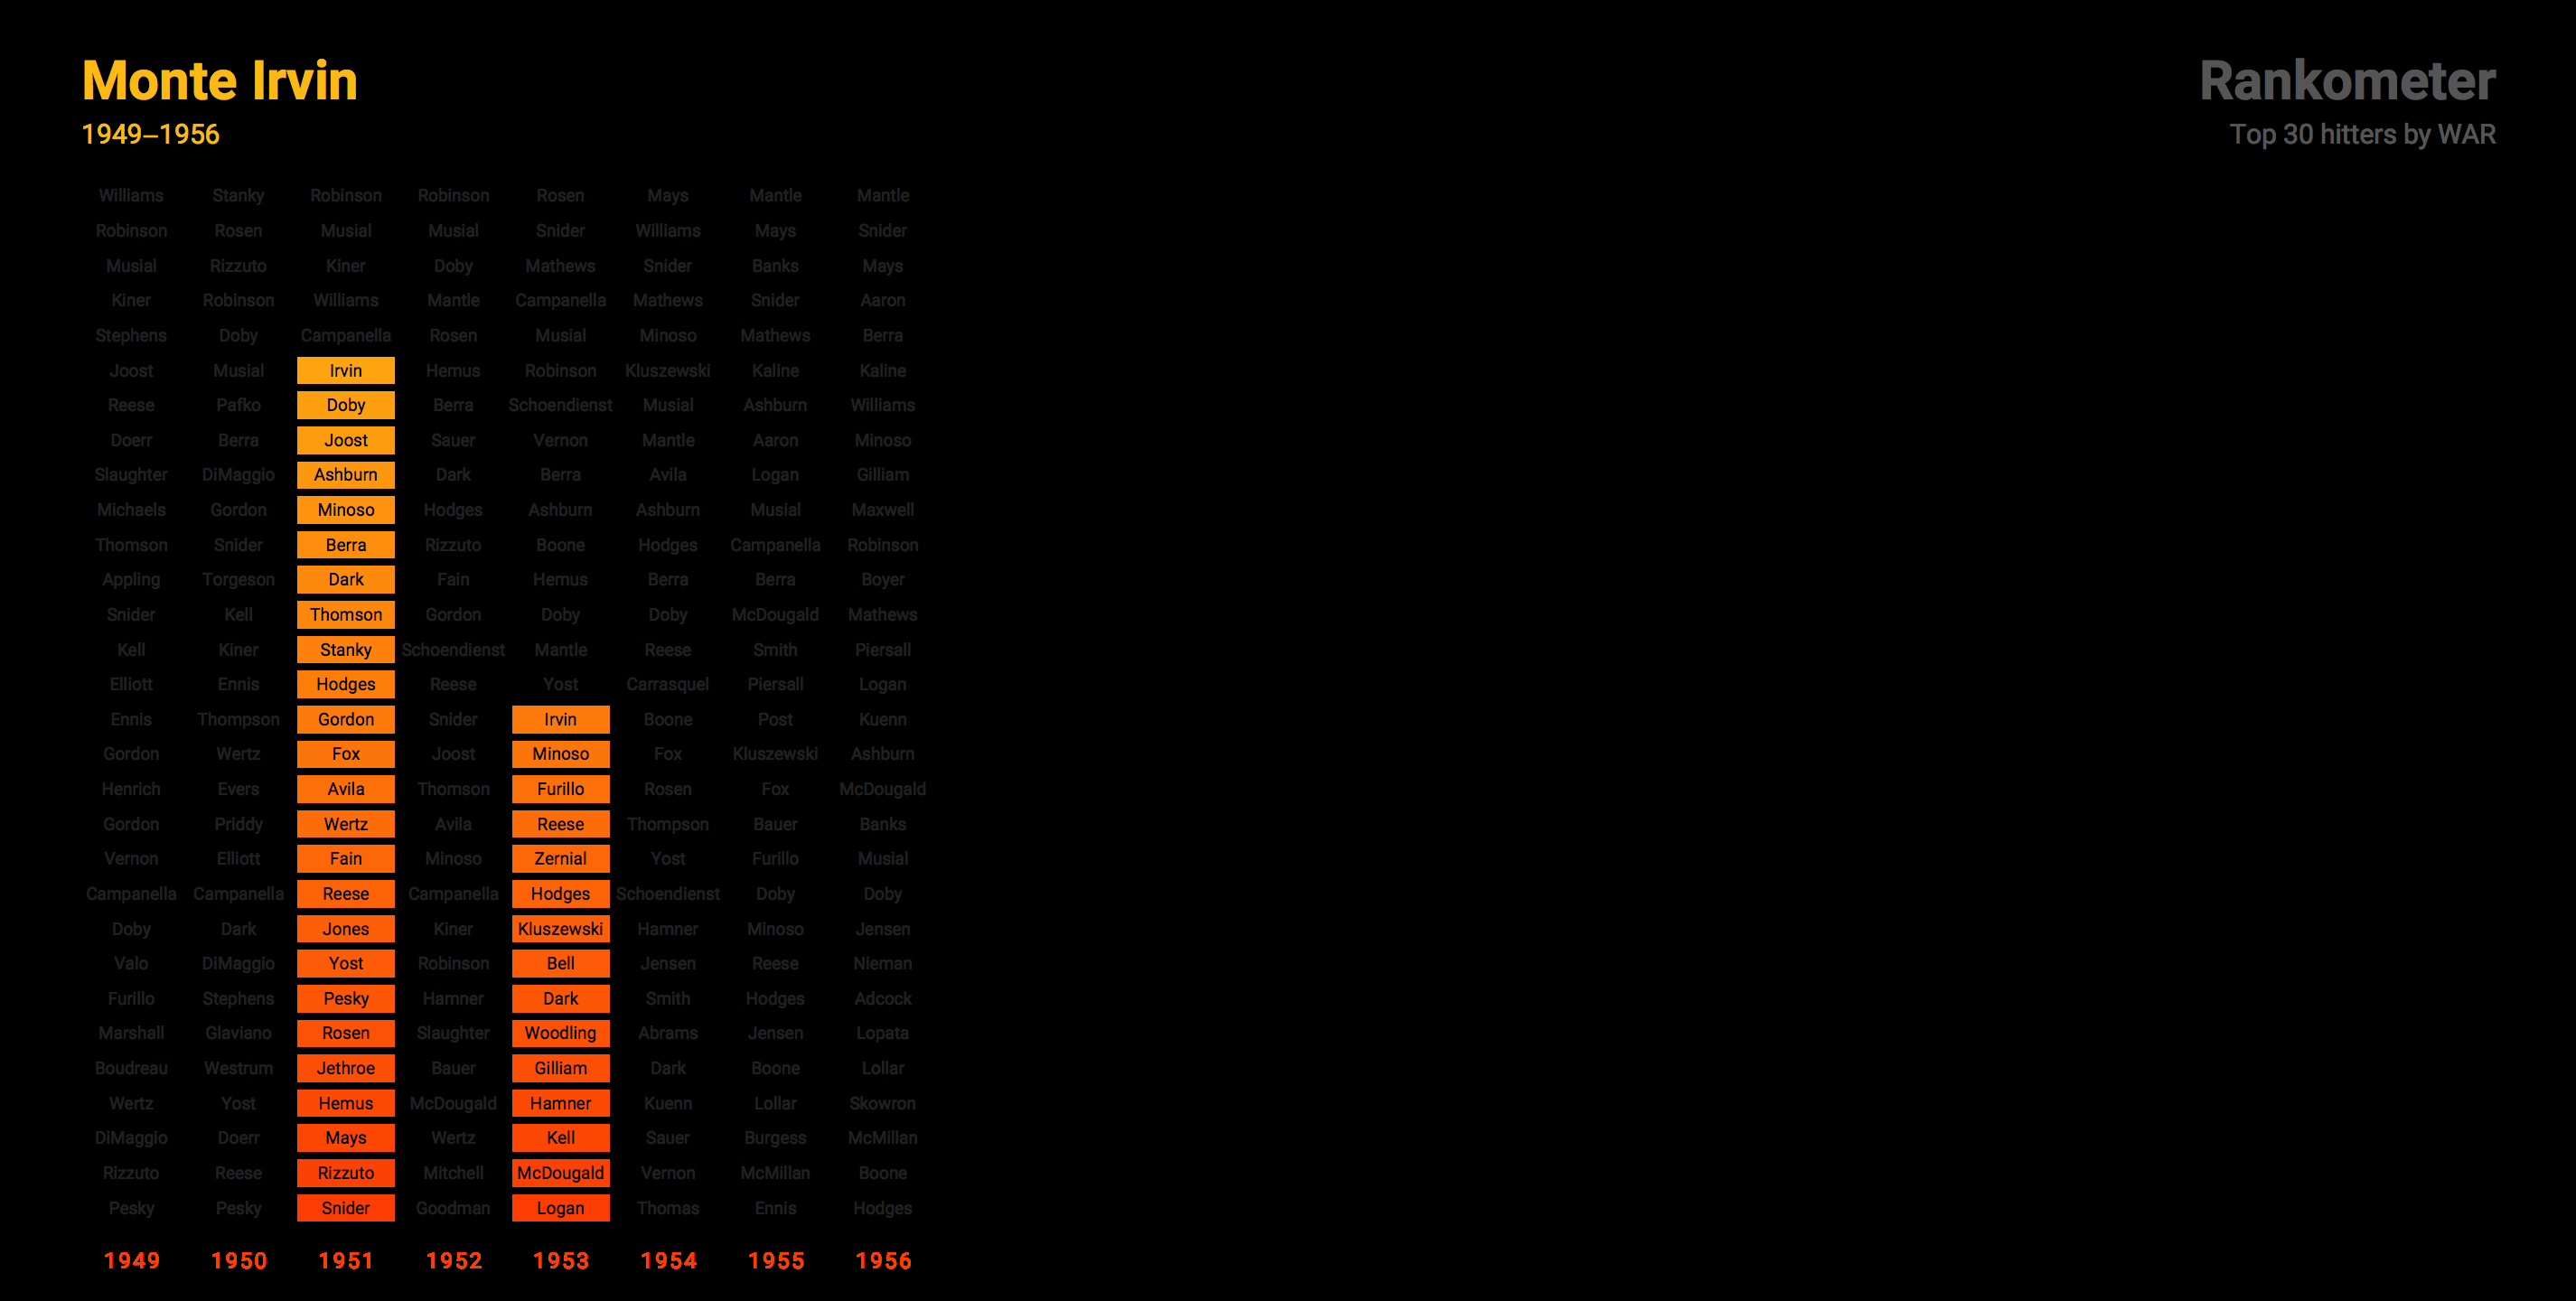 Monte Irvin
1949–1956
Rankometer
Top 30 hitters by WAR
Williams Stanky Robinson Robinson Rosen Mays Mantle Mantle
Robinson Rosen Musial Musial Snider Williams Mays Snider
Musial Rizzuto Kiner Doby Mathews Snider Banks Mays
Kiner Robinson Williams Mantle Campanella Mathews Snider Aaron
Stephens Doby Campanella Rosen Musial Minoso Mathews Berra
Joost Musial Irvin Hemus Robinson Kluszewski Kaline Kaline
Reese Pafko Doby Berra Schoendienst Musial Ashburn Williams
Doerr Berra Joost Sauer Vernon Mantle Aaron Minoso
Slaughter DiMaggio Ashburn Dark Berra Avila Logan Gilliam
Michaels Gordon Minoso Hodges Ashburn Ashburn Musial Maxwell
Thomson Snider Berra Rizzuto Boone Hodges Campanella Robinson
Appling Torgeson Dark Fain Hemus Berra Berra Boyer
Snider Kell Thomson Gordon Doby Doby McDougald Mathews
Kell Kiner Stanky Schoendienst Mantle Reese Smith Piersall
Elliott Ennis Hodges Reese Yost Carrasquel Piersall Logan
Ennis Thompson Gordon Snider Irvin Boone Post Kuenn
Gordon Wertz Fox Joost Minoso Fox Kluszewski Ashburn
Henrich Evers Avila Thomson Furillo Rosen Fox McDougald
Gordon Priddy Wertz Avila Reese Thompson Bauer Banks
Vernon Elliott Fain Minoso Zernial Yost Furillo Musial
Campanella Campanella Reese Campanella Hodges Schoendienst Doby Doby
Doby Dark Jones Kiner Kluszewski Hamner Minoso Jensen
Valo DiMaggio Yost Robinson Bell Jensen Reese Nieman
Furillo Stephens Pesky Hamner Dark Smith Hodges Adcock
Marshall Glaviano Rosen Slaughter Woodling Abrams Jensen Lopata
Boudreau Westrum Jethroe Bauer Gilliam Dark Boone Lollar
Wertz Yost Hemus McDougald Hamner Kuenn Lollar Skowron
DiMaggio Doerr Mays Wertz Kell Sauer Burgess McMillan
Rizzuto Reese Rizzuto Mitchell McDougald Vernon McMillan Boone
Pesky Pesky Snider Goodman Logan Thomas Ennis Hodges
1949 1950 1951 1952 1953 1954 1955 1956